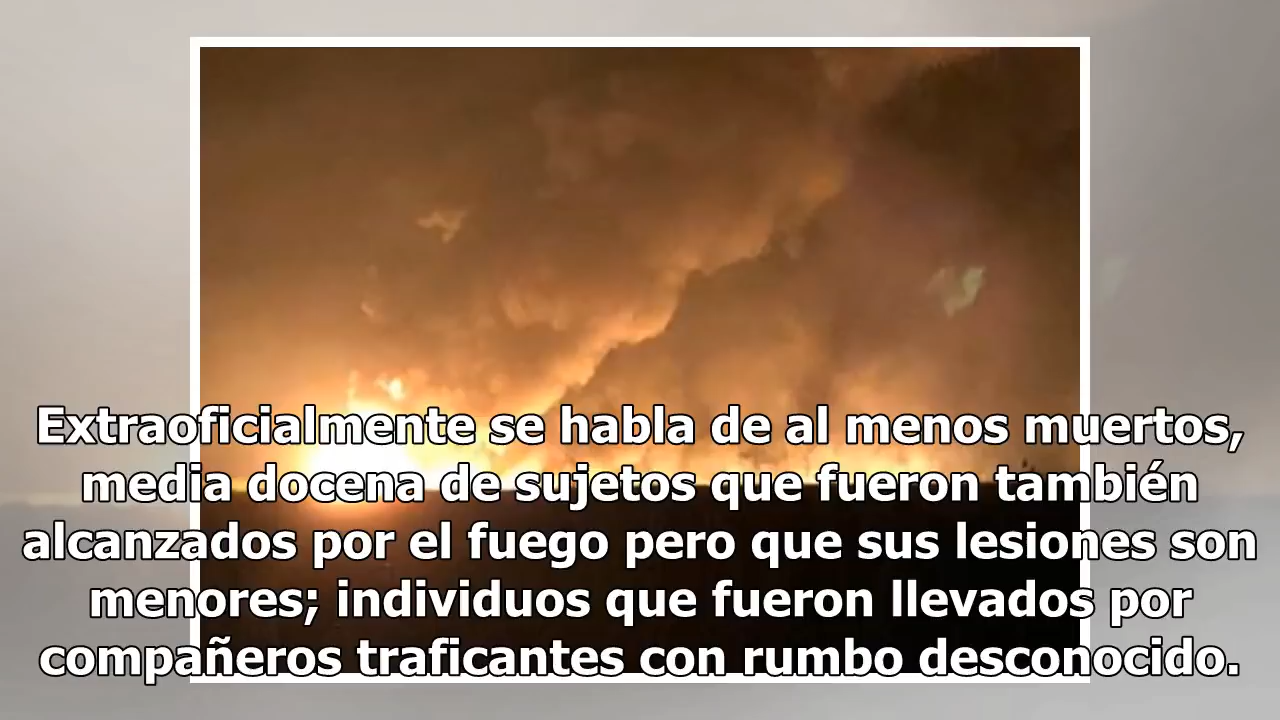 Extraoficialmente se habla de al menos muertos,
media docena de sujetos que fueron también
alcanzados por el fuego pero que sus lesiones son
menores; individuos que fueron llevados por
compañeros traficantes con rumbo desconocido.